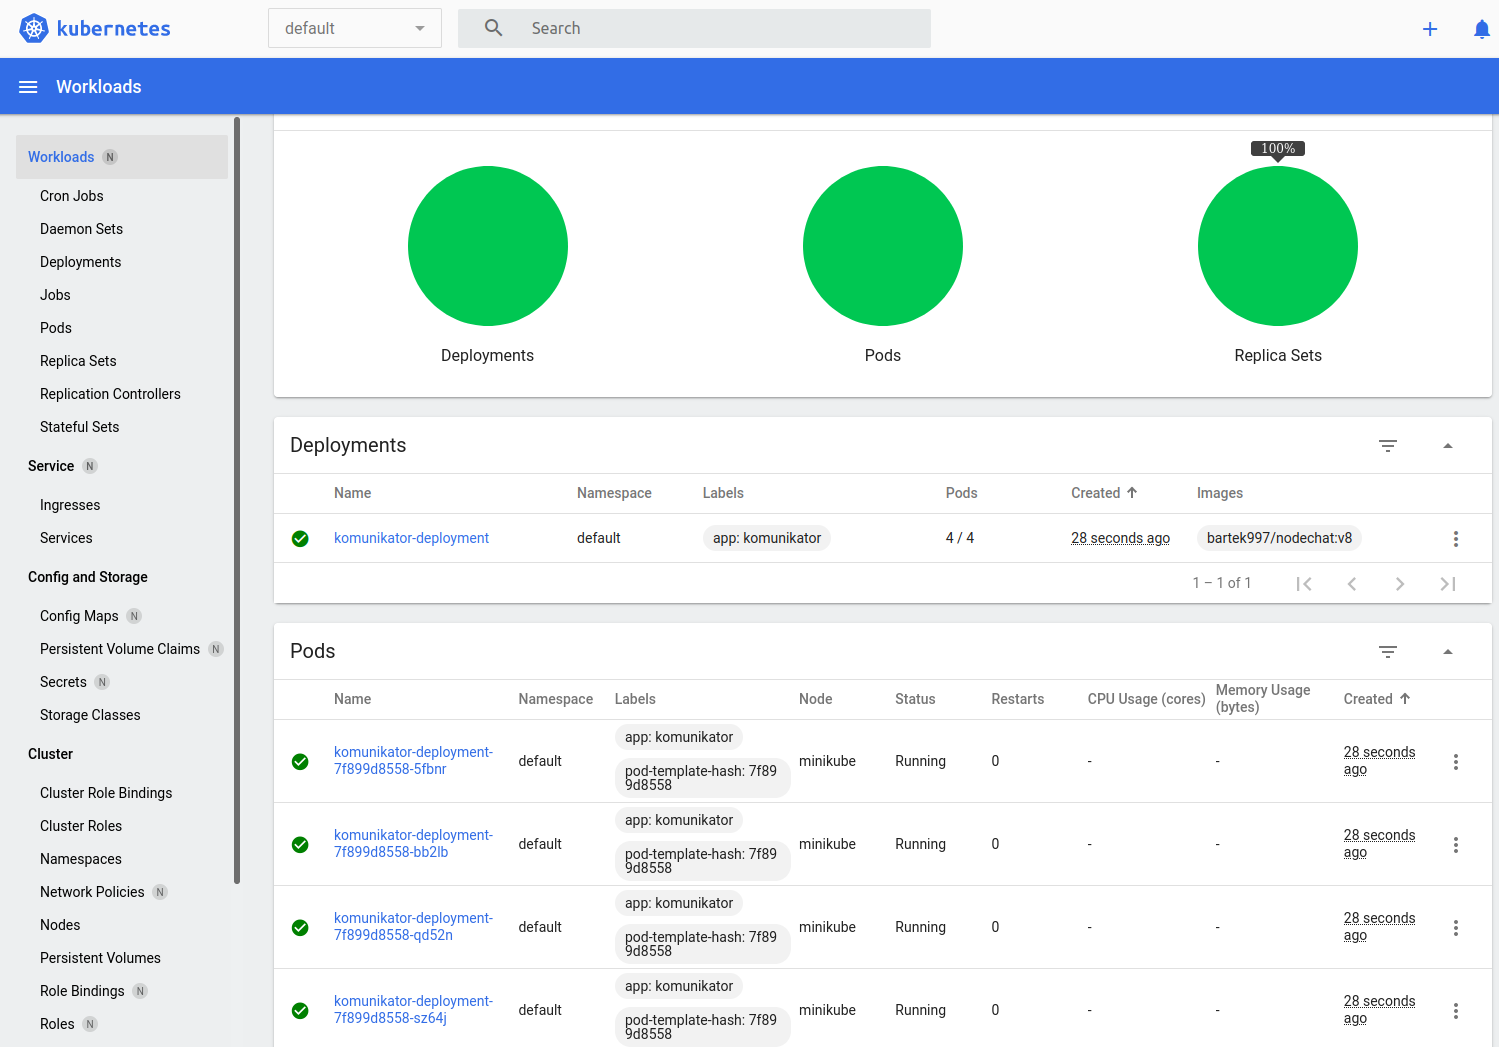 kubernetes
default
Search
Workloads
Workloads N
Cron Jobs
Daemon Sets
Deployments
Jobs
Pods
Replica Sets
Replication Controllers
Stateful Sets
Service N
Ingresses
Services
Config and Storage
Config Maps N
Persistent Volume Claims N
Secrets N
Storage Classes
Cluster
Cluster Role Bindings
Cluster Roles
Namespaces
Network Policies N
Nodes
Persistent Volumes
Role Bindings N
Roles N
100%
Deployments Pods Replica Sets
Deployments
Name Namespace Labels Pods Created Images
komunikator-deployment default app: komunikator 4 / 4 28 seconds ago bartek997/nodechat:v8
1 – 1 of 1
Pods
Name Namespace Labels Node Status Restarts CPU Usage (cores) Memory Usage
(bytes) Created
komunikator-deployment-
7f899d8558-5fbnr
default
app: komunikator
pod-template-hash: 7f89
9d8558
minikube Running 0 - -
28 seconds
ago
komunikator-deployment-
7f899d8558-bb2lb
default
app: komunikator
pod-template-hash: 7f89
9d8558
minikube Running 0 - -
28 seconds
ago
komunikator-deployment-
7f899d8558-qd52n
default
app: komunikator
pod-template-hash: 7f89
9d8558
minikube Running 0 - -
28 seconds
ago
komunikator-deployment-
7f899d8558-sz64j
default
app: komunikator
pod-template-hash: 7f89
9d8558
minikube Running 0 - -
28 seconds
ago